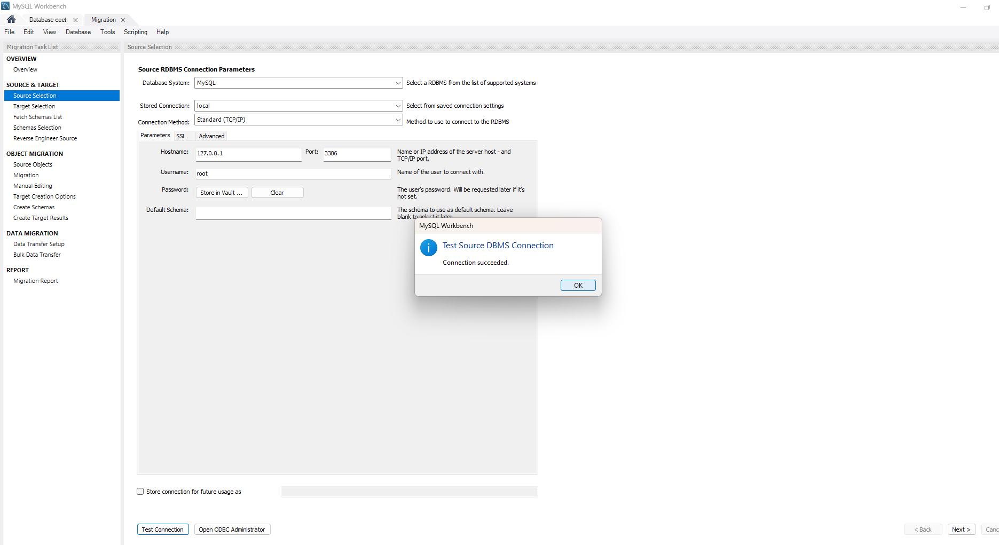 MySQL Workbench
Database-ceet
Migration
File Edit View Database Tools Scripting Help
Migration Task List
OVERVIEW
Overview
SOURCE & TARGET
Source Selection
Target Selection
Fetch Schemas List
Schemas Selection
Reverse Engineer Source
OBJECT MIGRATION
Source Objects
Migration
Manual Editing
Target Creation Options
Create Schemas
Create Target Results
DATA MIGRATION
Data Transfer Setup
Bulk Data Transfer
REPORT
Migration Report
Source Selection
Source RDBMS Connection Parameters
Database System: MySQL Select a RDBMS from the list of supported systems
Stored Connection: local Select from saved connection settings
Connection Method: Standard (TCP/IP) Method to use to connect to the RDBMS
Parameters SSL Advanced
Hostname: 127.0.0.1 Port: 3306 Name or IP address of the server host - and
TCP/IP port.
Username: root Name of the user to connect with.
Password: Store in Vault ... Clear The user's password. Will be requested later if it's
not set.
Default Schema: The schema to use as default schema. Leave
blank to select it later
MySQL Workbench
Test Source DBMS Connection
Connection succeeded.
OK
Store connection for future usage as
Test Connection Open ODBC Administrator < Back Next > Canc